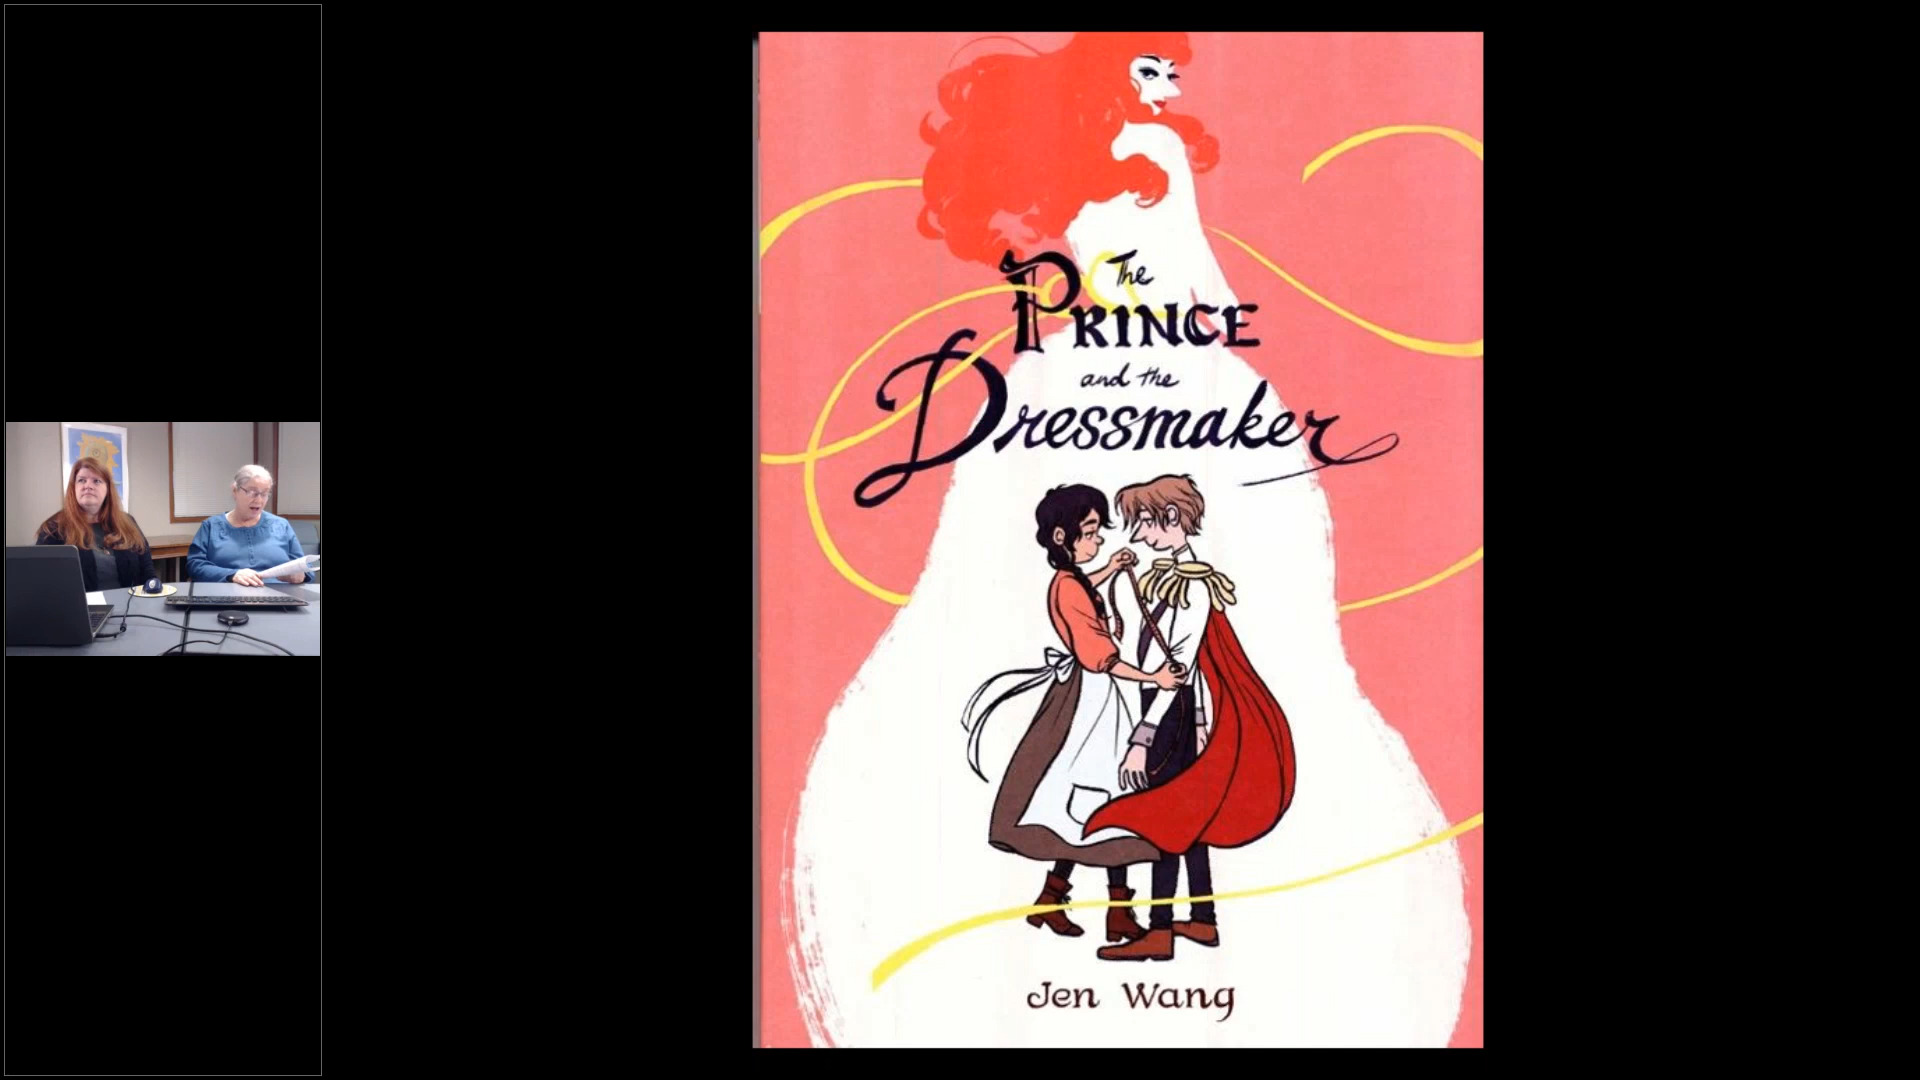 The
PRINCE
and the
Dressmaker
Jen Wang